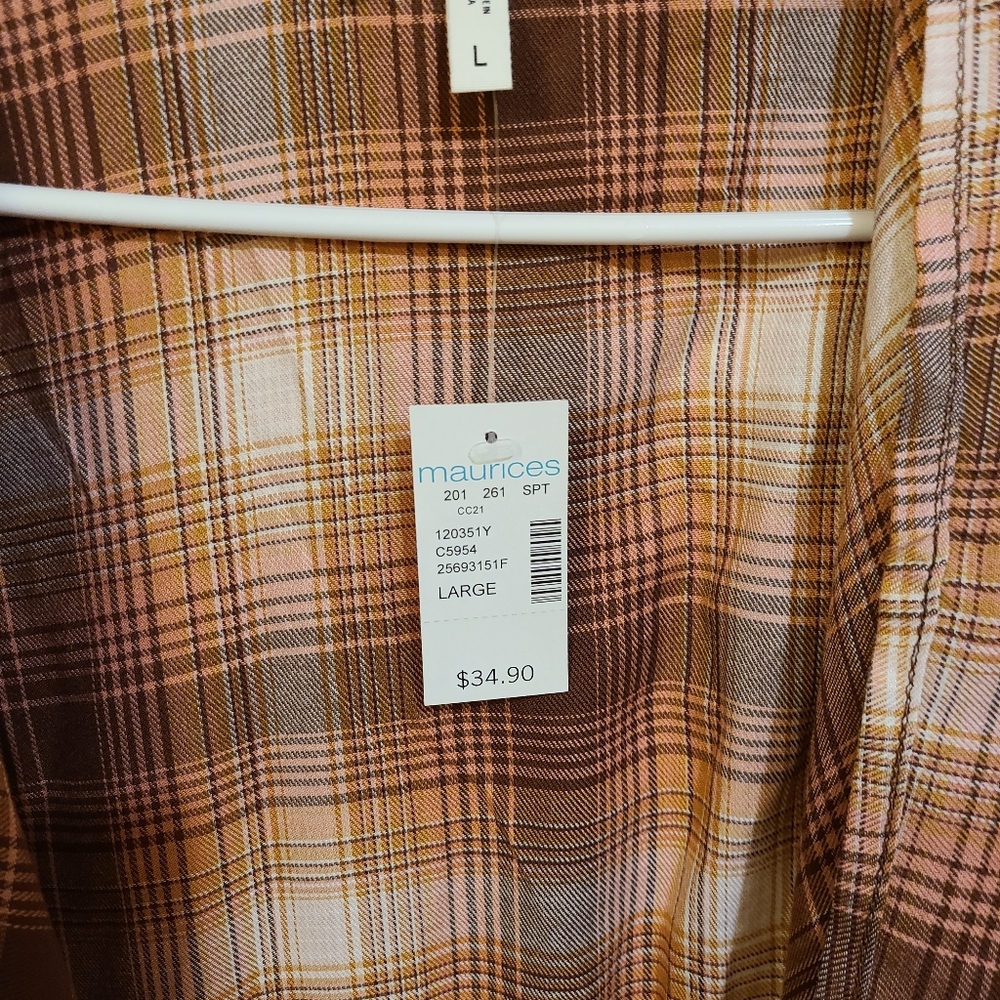 L
maurices
201 261 SPT
CC21
120351Y
C5954
25693151F
LARGE
$34.90